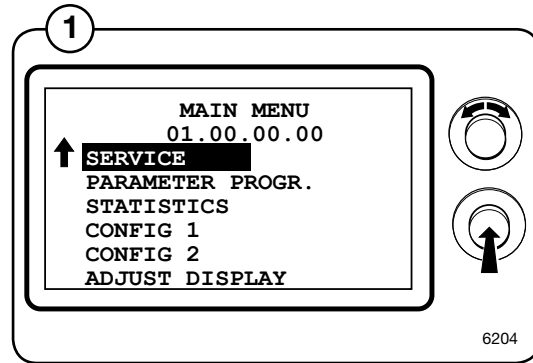 1
MAIN MENU
01.00.00.00
SERVICE
PARAMETER PROGR.
STATISTICS
CONFIG 1
CONFIG 2
ADJUST DISPLAY
6204